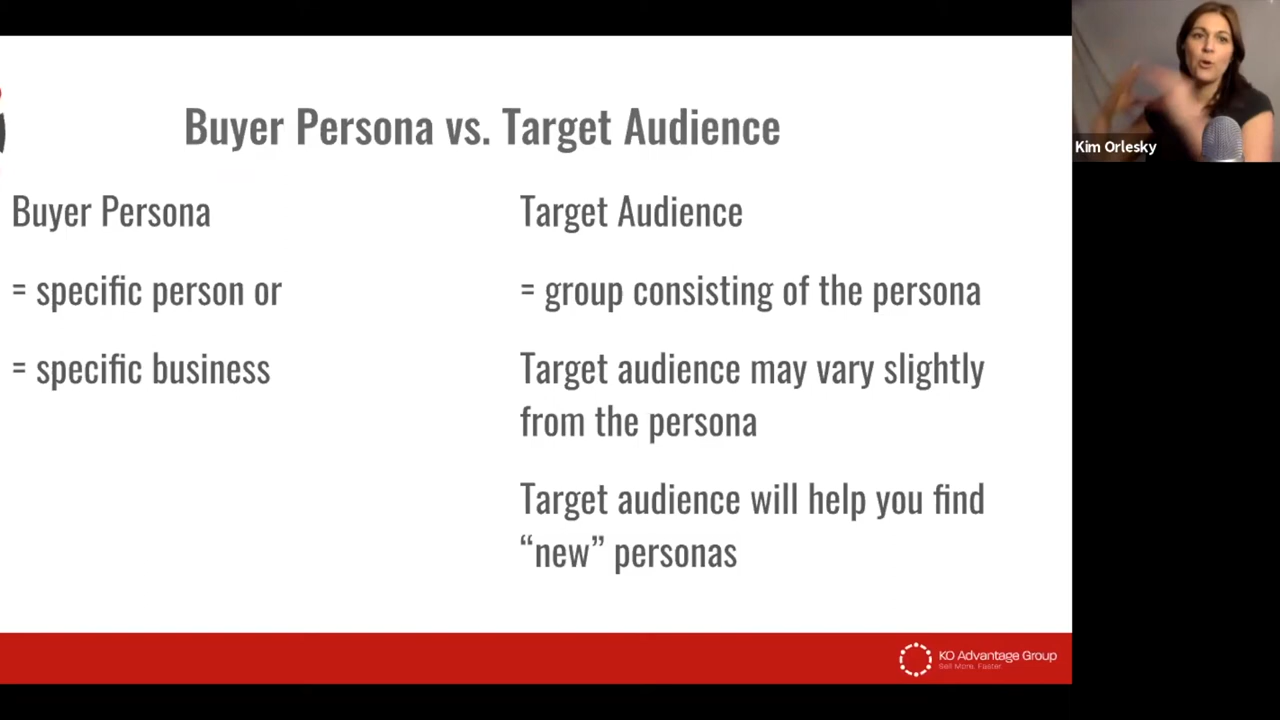 Buyer Persona vs. Target Audience
Buyer Persona
= specific person or
= specific business
Target Audience
= group consisting of the persona
Target audience may vary slightly
from the persona
Target audience will help you find
“new” personas
KO Advantage Group
Sell More, Faster.
Kim Orlesky